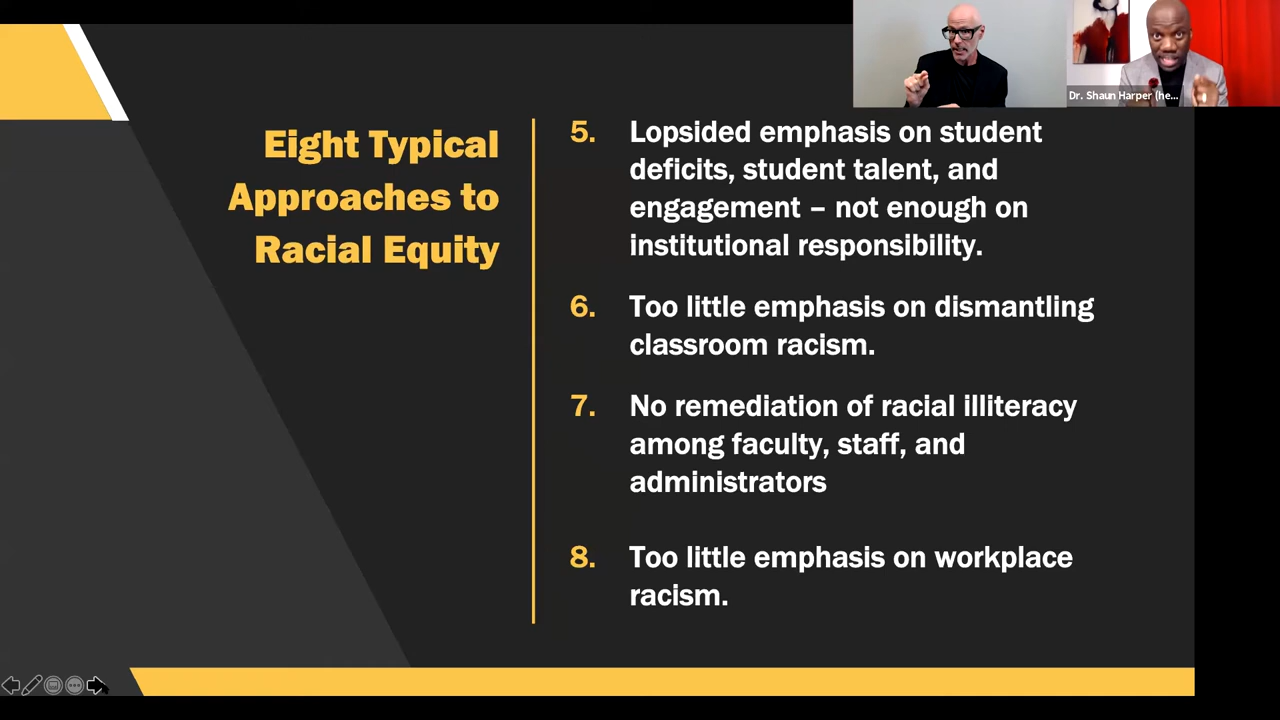 Dr. Shaun Harper (he...
Eight Typical
Approaches to
Racial Equity
5. Lopsided emphasis on student
deficits, student talent, and
engagement – not enough on
institutional responsibility.
6. Too little emphasis on dismantling
classroom racism.
7. No remediation of racial illiteracy
among faculty, staff, and
administrators
8. Too little emphasis on workplace
racism.